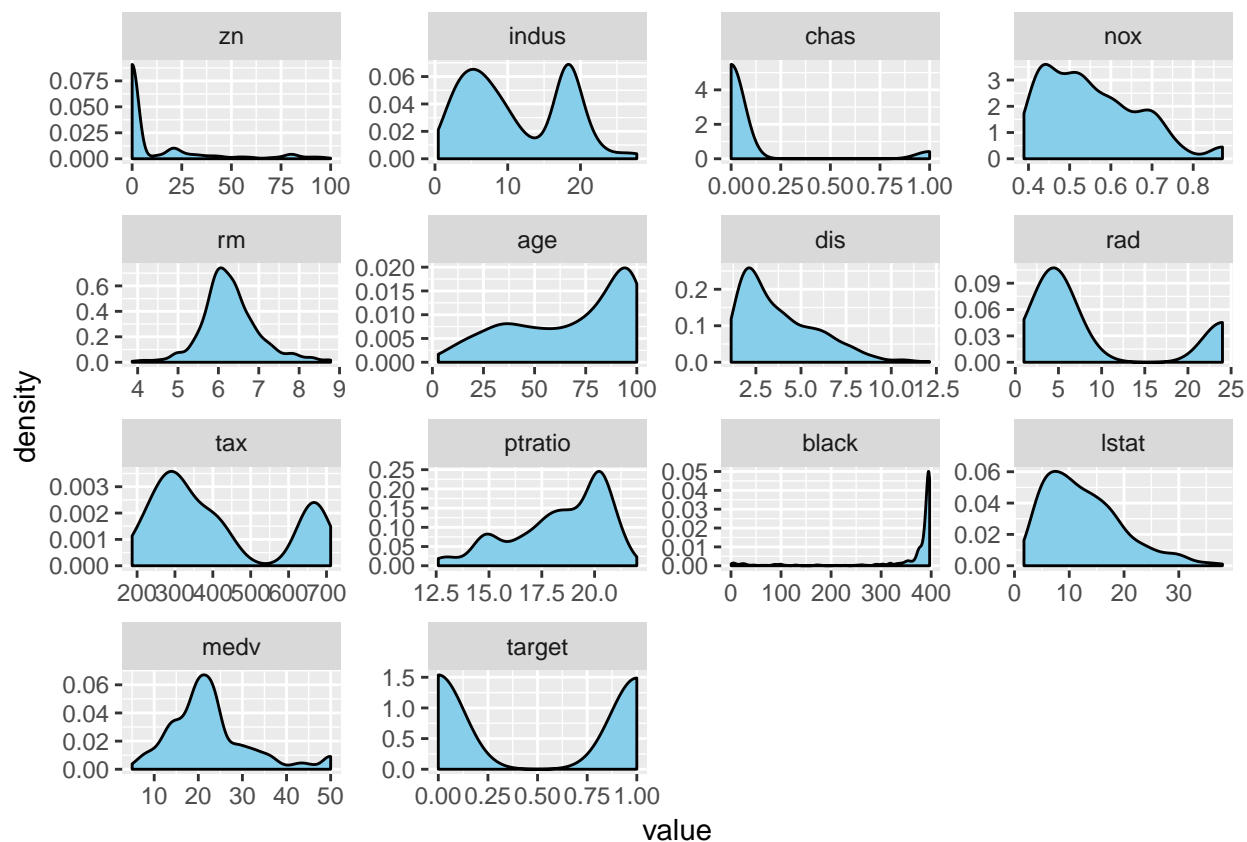 zn indus chas nox
0.075 0.050 0.025 0.000
0 25 50 75 100
0.06 0.04 0.02 0.00
0 10 20
4 2 0
0.00 0.25 0.50 0.75 1.00
3 2 1 0
0.4 0.5 0.6 0.7 0.8
rm age dis rad
0.6 0.4 0.2 0.0
4 5 6 7 8 9
0.020 0.015 0.010 0.005 0.000
0 25 50 75 100
0.2 0.1 0.0
2.5 5.0 7.5 10.0 12.5
0.09 0.06 0.03 0.00
0 5 10 15 20 25
tax ptratio black lstat
0.003 0.002 0.001 0.000
200 300 400 500 600 700
0.25 0.20 0.15 0.10 0.05 0.00
12.5 15.0 17.5 20.0
0.05 0.04 0.03 0.02 0.01 0.00
0 100 200 300 400
0.06 0.04 0.02 0.00
0 10 20 30
medv target
0.06 0.04 0.02 0.00
10 20 30 40 50
1.5 1.0 0.5 0.0
0.00 0.25 0.50 0.75 1.00
density
value